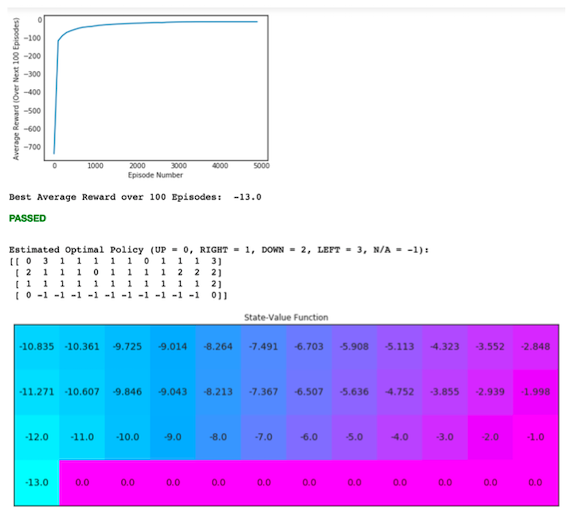 Average Reward (Over Next 100 Episodes)
0
−100
−200
−300
−400
−500
−600
−700
0 1000 2000 3000 4000 5000
Episode Number
Best Average Reward over 100 Episodes: -13.0
PASSED
Estimated Optimal Policy (UP = 0, RIGHT = 1, DOWN = 2, LEFT = 3, N/A = -1):
[[ 0 3 1 1 1 1 1 0 1 1 1 3]
[ 2 1 1 1 0 1 1 1 1 2 2 2]
[ 1 1 1 1 1 1 1 1 1 1 1 2]
[ 0 -1 -1 -1 -1 -1 -1 -1 -1 -1 -1 0]]
State-Value Function
-10.835 -10.361 -9.725 -9.014 -8.264 -7.491 -6.703 -5.908 -5.113 -4.323 -3.552 -2.848
-11.271 -10.607 -9.846 -9.043 -8.213 -7.367 -6.507 -5.636 -4.752 -3.855 -2.939 -1.998
-12.0 -11.0 -10.0 -9.0 -8.0 -7.0 -6.0 -5.0 -4.0 -3.0 -2.0 -1.0
-13.0 0.0 0.0 0.0 0.0 0.0 0.0 0.0 0.0 0.0 0.0 0.0